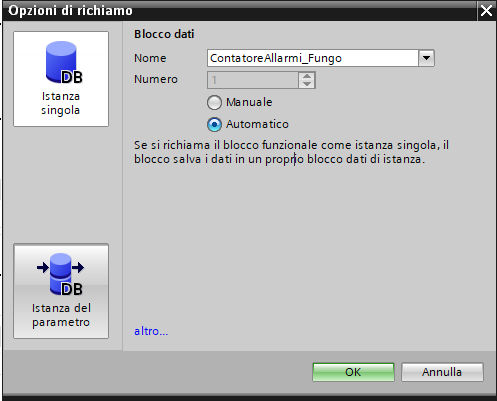 Opzioni di richiamo
DB
Istanza
singola
DB
Istanza del
parametro
Blocco dati
Nome
ContatoreAllarmi_Fungo
Numero
1
Manuale
Automatico
Se si richiama il blocco funzionale come istanza singola, il
blocco salva i dati in un proprio blocco dati di istanza.
altro...
OK
Annulla